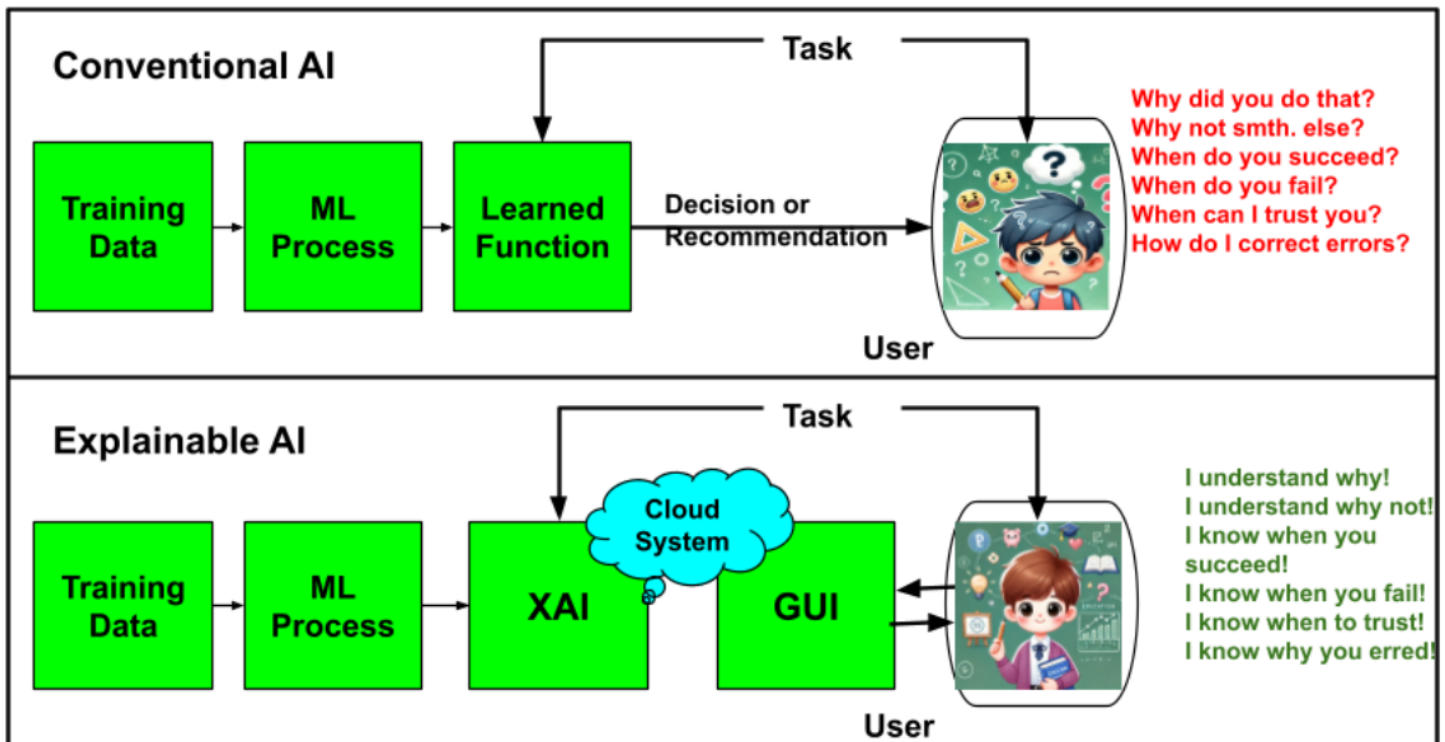 Conventional AI
Task
Training
Data
ML
Process
Learned
Function
Decision or
Recommendation
User
Why did you do that?
Why not smth. else?
When do you succeed?
When do you fail?
When can I trust you?
How do I correct errors?
Explainable AI
Task
Training
Data
ML
Process
XAI
Cloud
System
GUI
User
I understand why!
I understand why not!
I know when you
succeed!
I know when you fail!
I know when to trust!
I know why you erred!